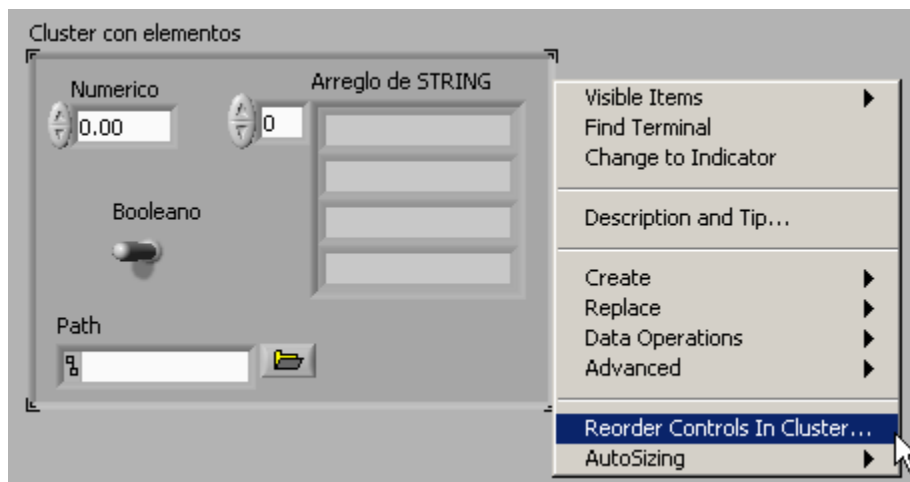 Cluster con elementos
Numerico
Arreglo de STRING
0.00
0
Booleano
Path
Visible Items
Find Terminal
Change to Indicator
Description and Tip...
Create
Replace
Data Operations
Advanced
Reorder Controls In Cluster...
AutoSizing